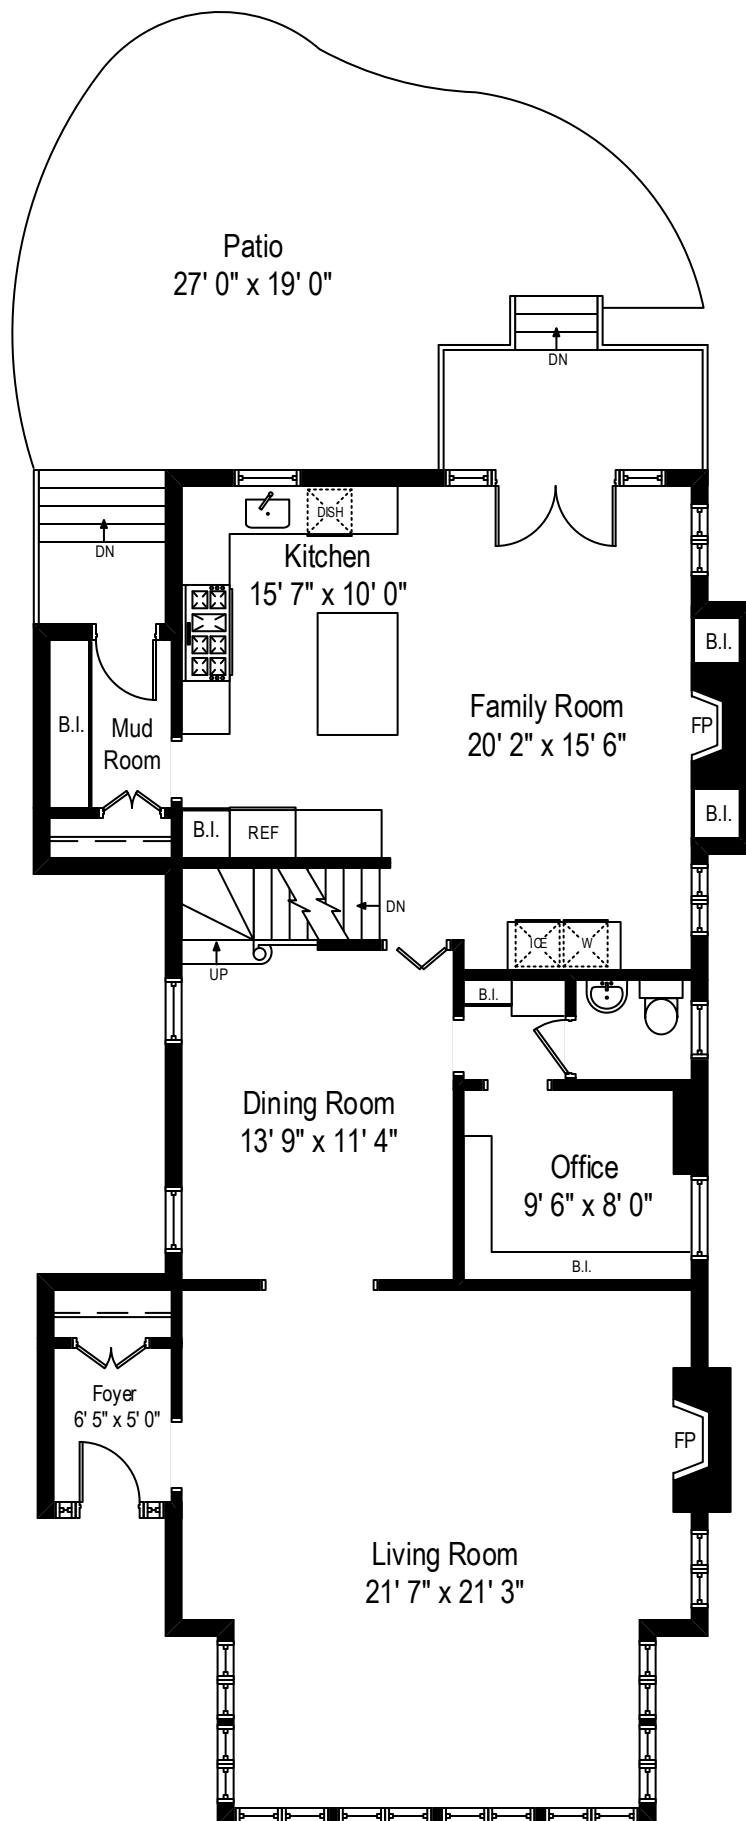 Patio
27' 0" x 19' 0"
DN
DN
DISH
Kitchen
15' 7" x 10' 0"
B.I.
B.I.
Mud
Room
Family Room
20' 2" x 15' 6"
FP
B.I.
B.I.
REF
DN
UP
ICE
W
B.I.
Dining Room
13' 9" x 11' 4"
Office
9' 6" x 8' 0"
B.I.
Foyer
6' 5" x 5' 0"
FP
Living Room
21' 7" x 21' 3"